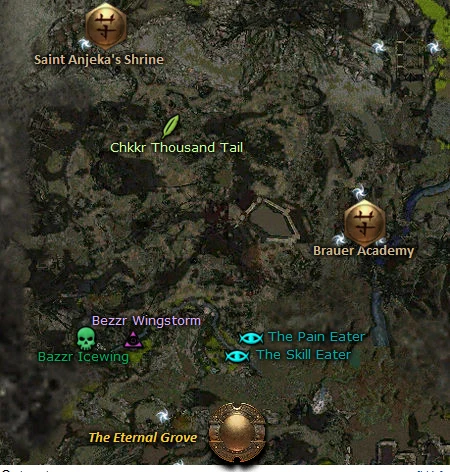 Saint Anjeka's Shrine
Chkkr Thousand Tail
Brauer Academy
Bezzr Wingstorm
Bazzr Icewing
The Pain Eater
The Skill Eater
The Eternal Grove